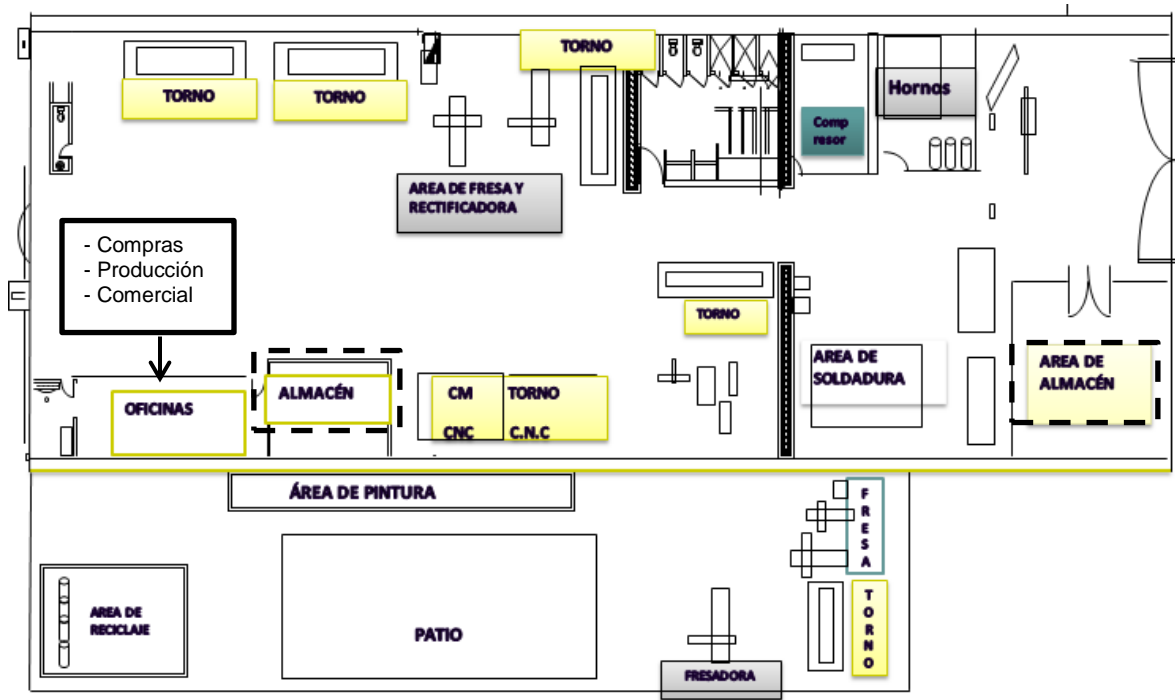 TORNO
TORNO
TORNO
Hornos
Comp
resor
AREA DE FRESA Y
RECTIFICADORA
- Compras
- Producción
- Comercial
TORNO
AREA DE
SOLDADURA
AREA DE
ALMACÉN
OFICINAS
ALMACÉN
CM TORNO
CNC C.N.C
ÁREA DE PINTURA
F
R
E
S
A
AREA DE
RECICLAJE
PATIO
T
O
R
N
O
FRESADORA